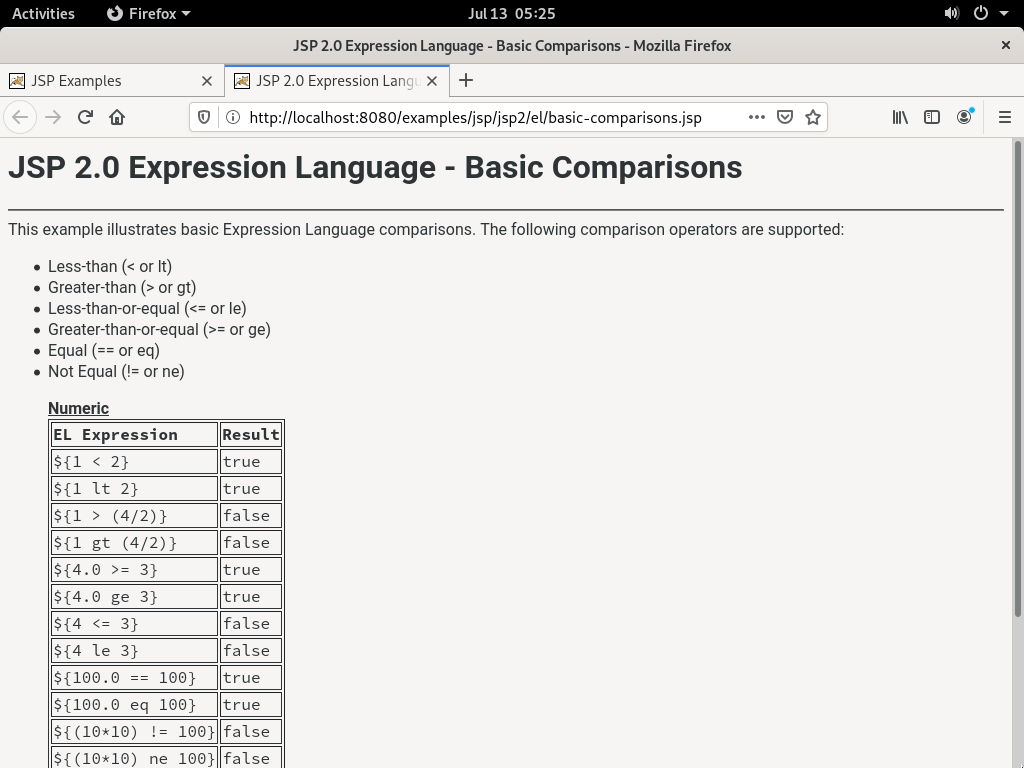 Activities Firefox Jul 13 05:25
JSP 2.0 Expression Language - Basic Comparisons - Mozilla Firefox
JSP Examples
JSP 2.0 Expression Langu
http://localhost:8080/examples/jsp/jsp2/el/basic-comparisons.jsp
JSP 2.0 Expression Language - Basic Comparisons
This example illustrates basic Expression Language comparisons. The following comparison operators are supported:
• Less-than (< or lt)
• Greater-than (> or gt)
• Less-than-or-equal (<= or le)
• Greater-than-or-equal (>= or ge)
• Equal (== or eq)
• Not Equal (!= or ne)
Numeric
EL Expression Result
${1 < 2} true
${1 lt 2} true
${1 > (4/2)} false
${1 gt (4/2)} false
${4.0 >= 3} true
${4.0 ge 3} true
${4 <= 3} false
${4 le 3} false
${100.0 == 100} true
${100.0 eq 100} true
${(10*10) != 100} false
${(10*10) ne 100} false